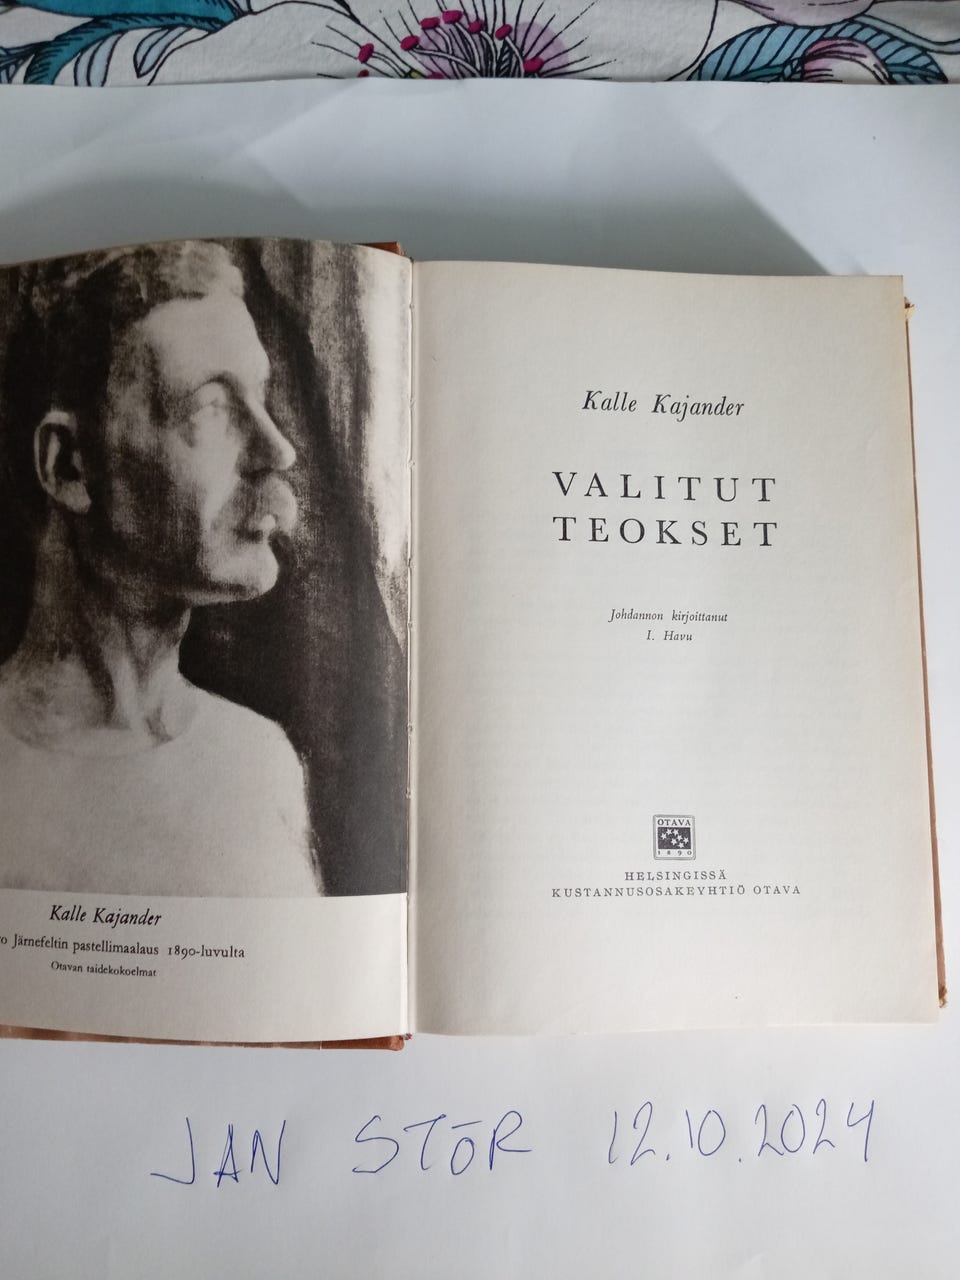 Kalle Kajander
Järnefeltin pastellimaalaus 1890-luvulta
Otavan taidekokoelmat
Kalle Kajander
VALITUT
TEOKSET
Johdannon kirjoittanut
I. Havu
OTAVA
1890
HELSINGISSÄ
KUSTANNUSOSAKEYHTIÖ OTAVA
JAN STŌR 12.10.2024